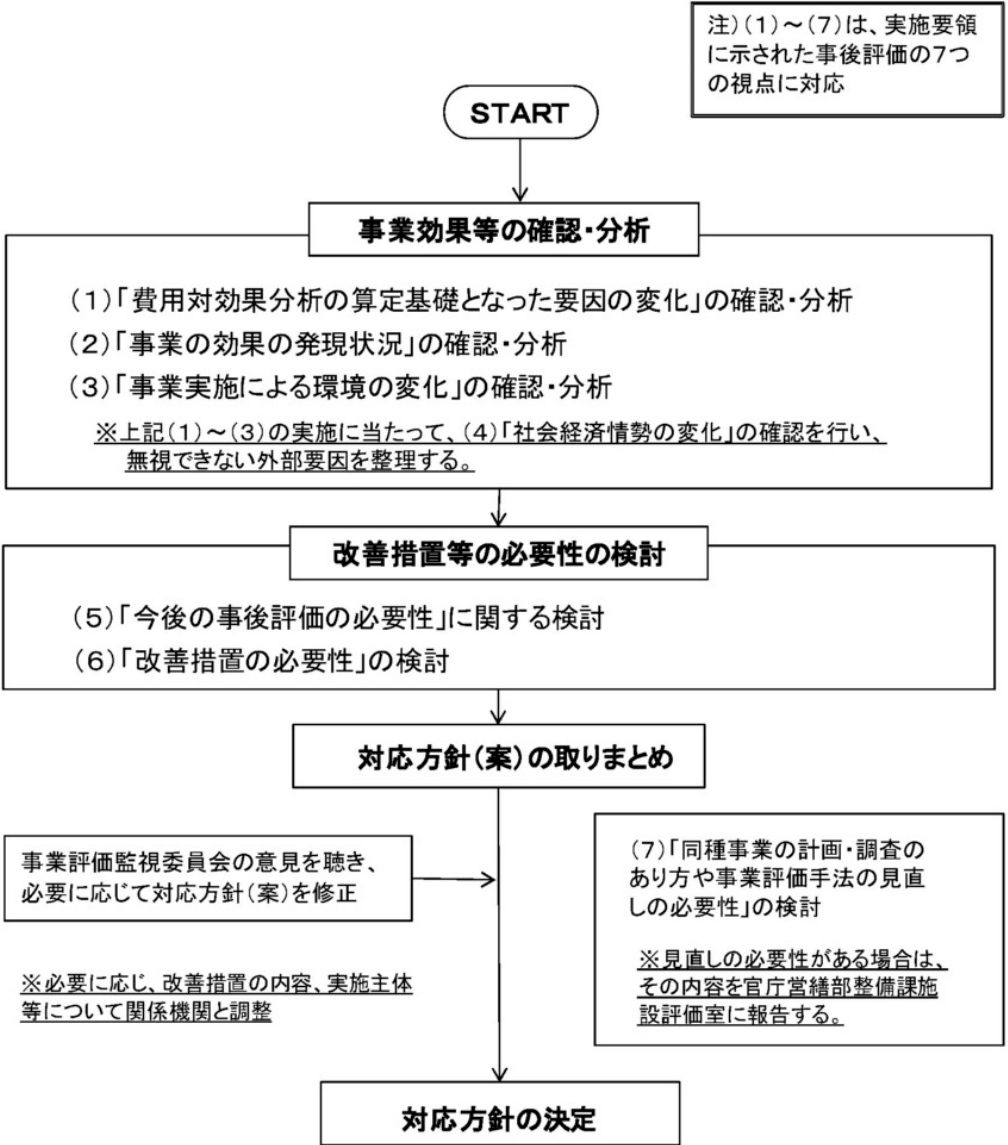 注)(1)~(7)は、実施要領
に示された事後評価の7つ
の視点に対応
START
事業効果等の確認・分析
(1)「費用対効果分析の算定基礎となった要因の変化」の確認・分析
(2)「事業の効果の発現状況」の確認・分析
(3)「事業実施による環境の変化」の確認・分析
※上記(1)~(3)の実施に当たって、(4)「社会経済情勢の変化」の確認を行い、
無視できない外部要因を整理する。
改善措置等の必要性の検討
(5)「今後の事後評価の必要性」に関する検討
(6)「改善措置の必要性」の検討
対応方針(案)の取りまとめ
事業評価監視委員会の意見を聴き、
必要に応じて対応方針(案)を修正
※必要に応じ、改善措置の内容、実施主体
等について関係機関と調整
(7)「同種事業の計画・調査の
あり方や事業評価手法の見直
しの必要性」の検討
※見直しの必要性がある場合は、
その内容を官庁営繕部整備課施
設評価室に報告する。
対応方針の決定